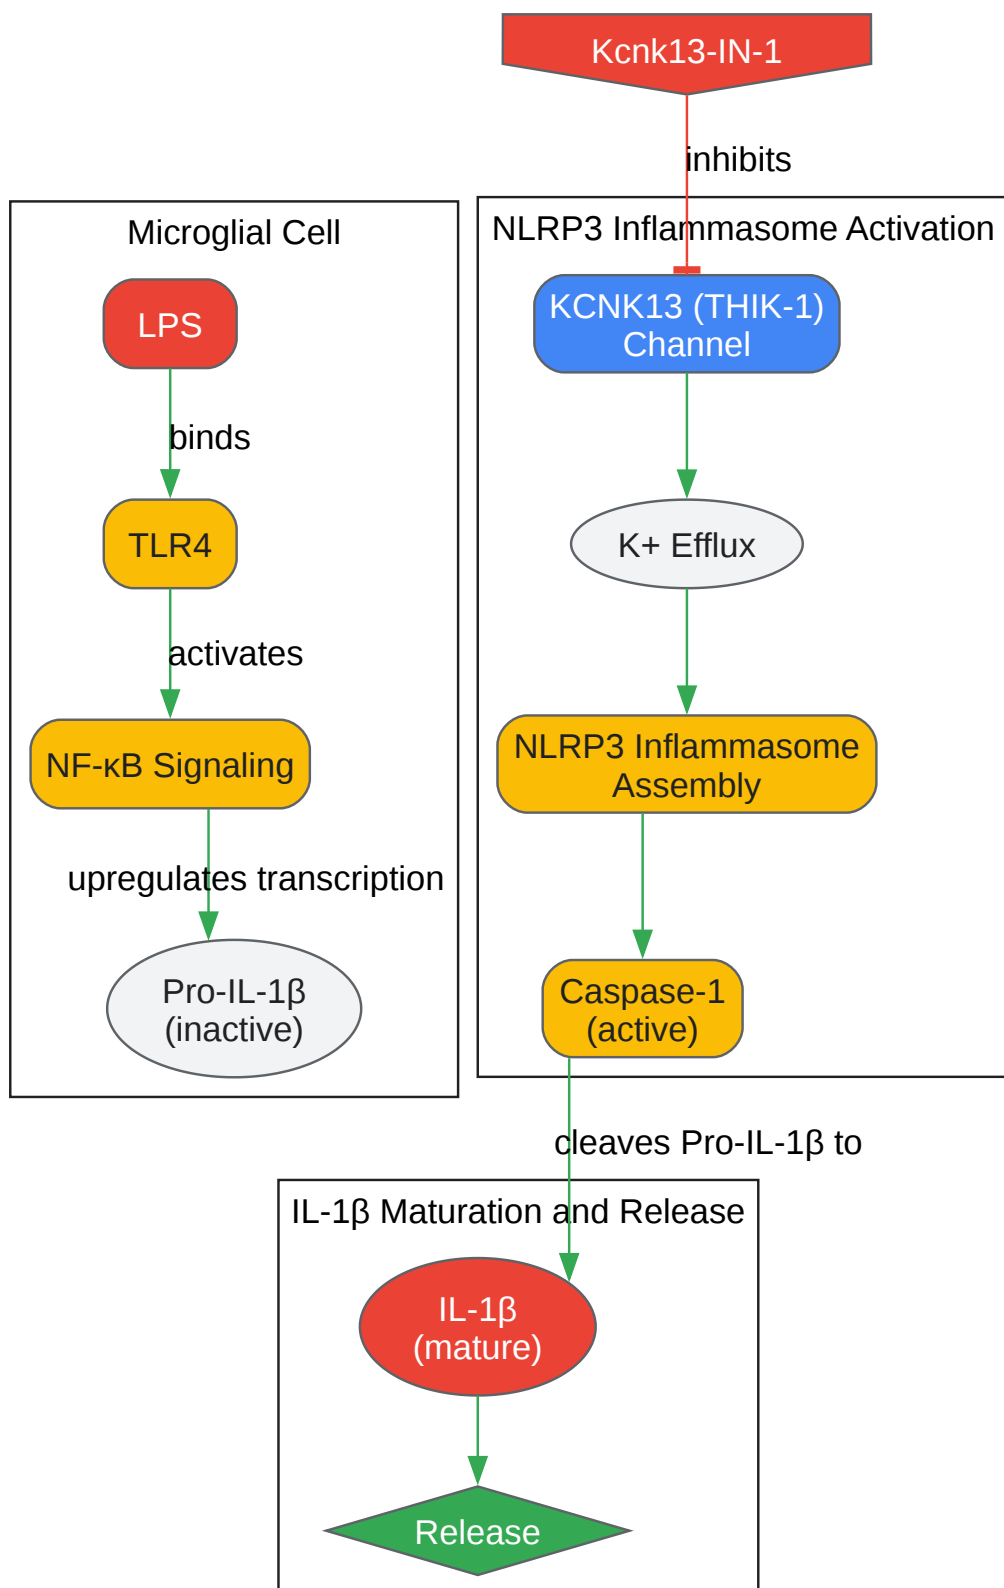 Kcnk13-IN-1
inhibits
Microglial Cell
LPS
binds
TLR4
activates
NF-κB Signaling
upregulates transcription
Pro-IL-1β
(inactive)
NLRP3 Inflammasome Activation
KCNK13 (THIK-1)
Channel
K+ Efflux
NLRP3 Inflammasome
Assembly
Caspase-1
(active)
cleaves Pro-IL-1β to
IL-1β Maturation and Release
IL-1β
(mature)
Release